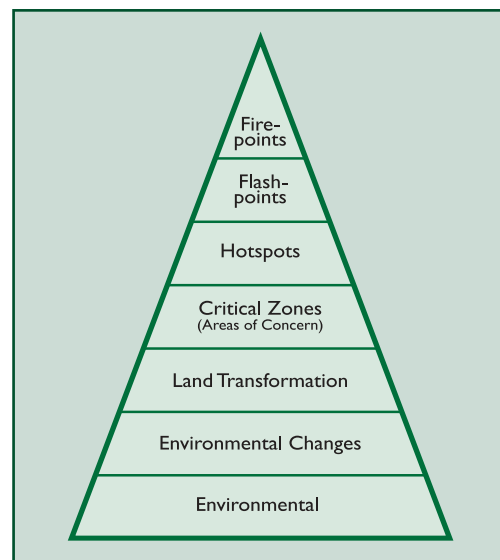 Fire-
points
Flash-
points
Hotspots
Critical Zones
(Areas of Concern)
Land Transformation
Environmental Changes
Environmental